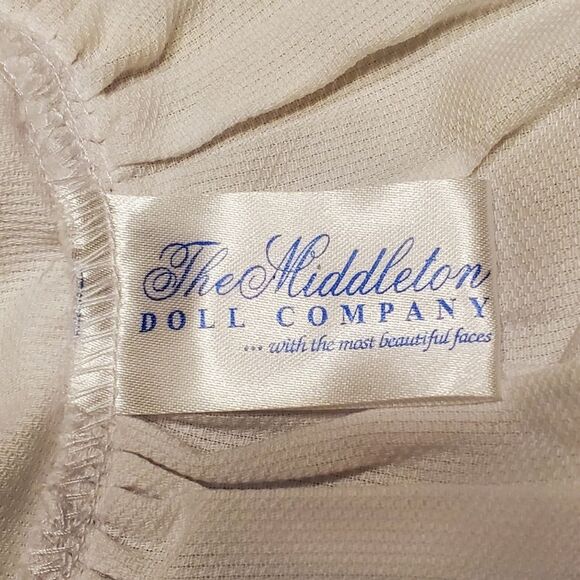 The Middleton
DOLL COMPANY
... with the most beautiful faces